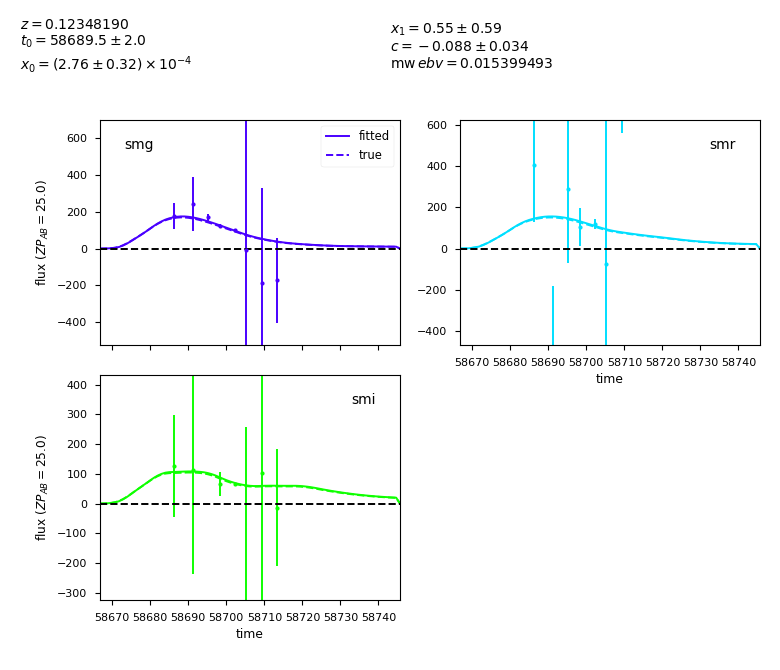 z = 0.12348190
t₀ = 58689.5 ± 2.0
x₀ = (2.76 ± 0.32) × 10⁻⁴
x₁ = 0.55 ± 0.59
c = −0.088 ± 0.034
mw ebv = 0.015399493
smg
fitted
true
600
400
200
0
−200
−400
flux (ZP_AB = 25.0)
smr
600
400
200
0
−200
−400
58670 58680 58690 58700 58710 58720 58730 58740
time
smi
400
300
200
100
0
−100
−200
−300
flux (ZP_AB = 25.0)
58670 58680 58690 58700 58710 58720 58730 58740
time